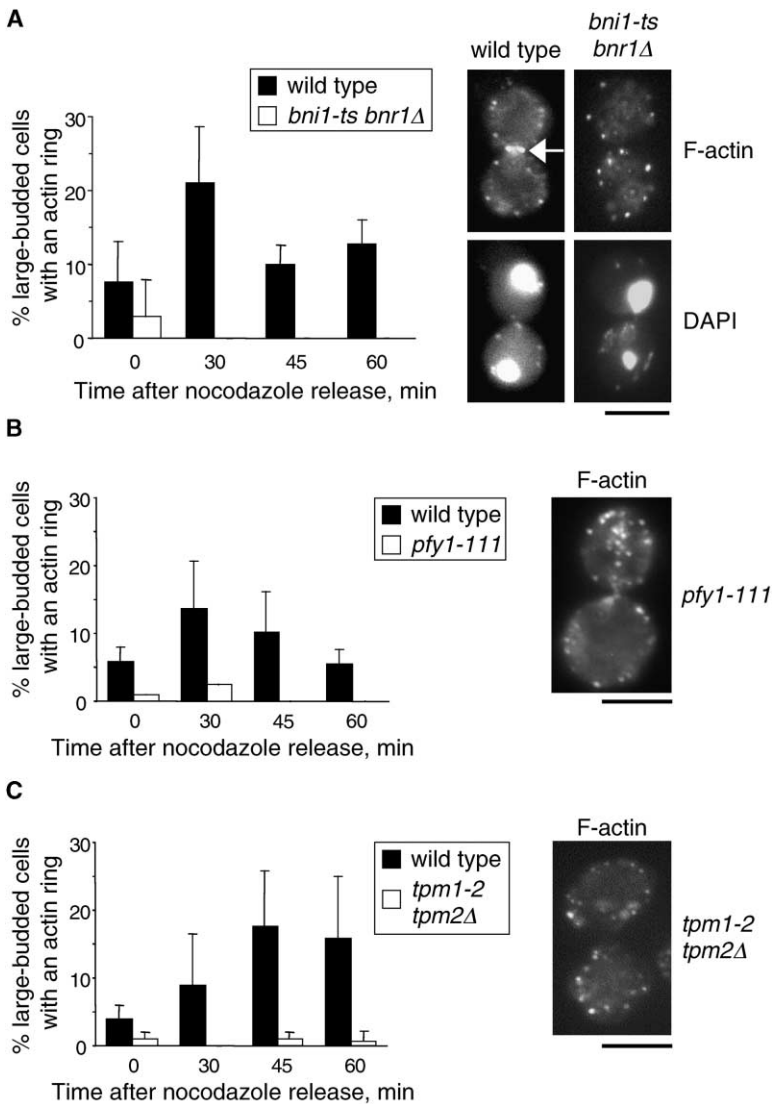 A
wild type
bni1-ts bnr1Δ
% large-budded cells
with an actin ring
30
20
10
0
0 30 45 60
Time after nocodazole release, min
wild type
bni1-ts
bnr1Δ
F-actin
DAPI
B
wild type
pfy1-111
% large-budded cells
with an actin ring
30
20
10
0
0 30 45 60
Time after nocodazole release, min
F-actin
pfy1-111
C
wild type
tpm1-2
tpm2Δ
% large-budded cells
with an actin ring
30
20
10
0
0 30 45 60
Time after nocodazole release, min
F-actin
tpm1-2
tpm2Δ